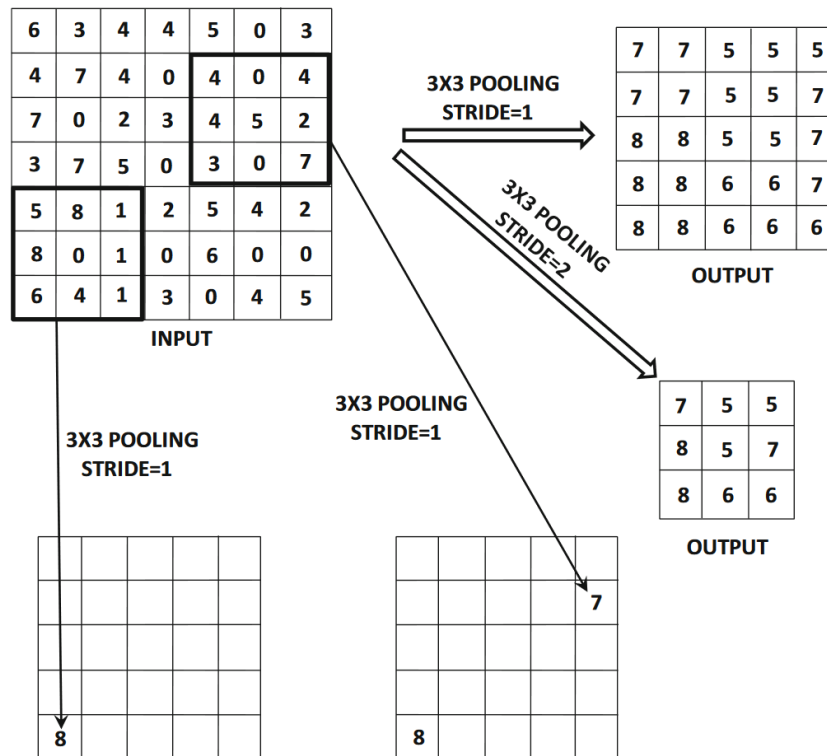 6 3 4 4 5 0 3
4 7 4 0 4 0 4
7 0 2 3 4 5 2
3 7 5 0 3 0 7
5 8 1 2 5 4 2
8 0 1 0 6 0 0
6 4 1 3 0 4 5
INPUT
3X3 POOLING
STRIDE=1
7 7 5 5 5
7 7 5 5 7
8 8 5 5 7
8 8 6 6 7
8 8 6 6 6
OUTPUT
3X3 POOLING
STRIDE=2
7 5 5
8 5 7
8 6 6
OUTPUT
3X3 POOLING
STRIDE=1
8
3X3 POOLING
STRIDE=1
7
8